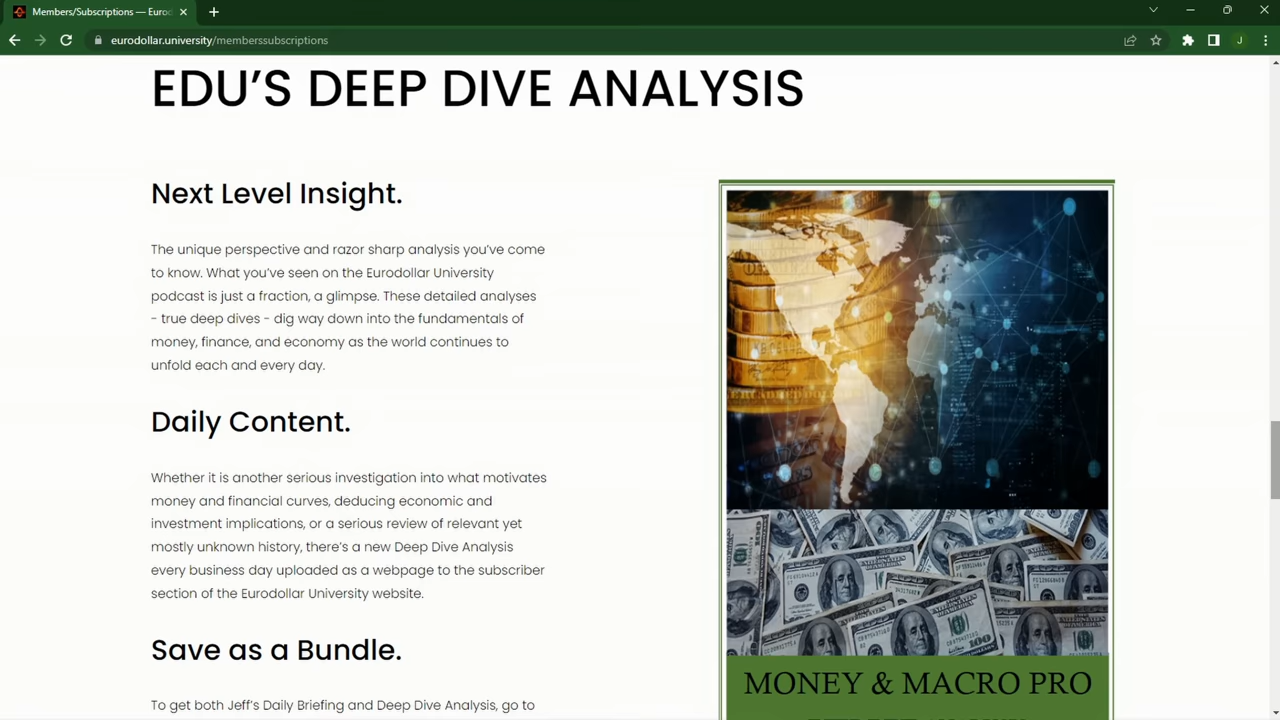 Members/Subscriptions — Euro
eurodollar.university/memberssubscriptions
J
EDU'S DEEP DIVE ANALYSIS
Next Level Insight.
The unique perspective and razor sharp analysis you've come
to know. What you've seen on the Eurodollar University
podcast is just a fraction, a glimpse. These detailed analyses
- true deep dives - dig way down into the fundamentals of
money, finance, and economy as the world continues to
unfold each and every day.
Daily Content.
Whether it is another serious investigation into what motivates
money and financial curves, deducing economic and
investment implications, or a serious review of relevant yet
mostly unknown history, there's a new Deep Dive Analysis
every business day uploaded as a webpage to the subscriber
section of the Eurodollar University website.
Save as a Bundle.
To get both Jeff's Daily Briefing and Deep Dive Analysis, go to
MONEY & MACRO PRO